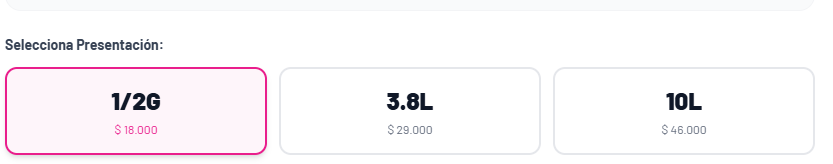 Selecciona Presentación:
1/2G
$ 18.000
3.8L
$ 29.000
10L
$ 46.000